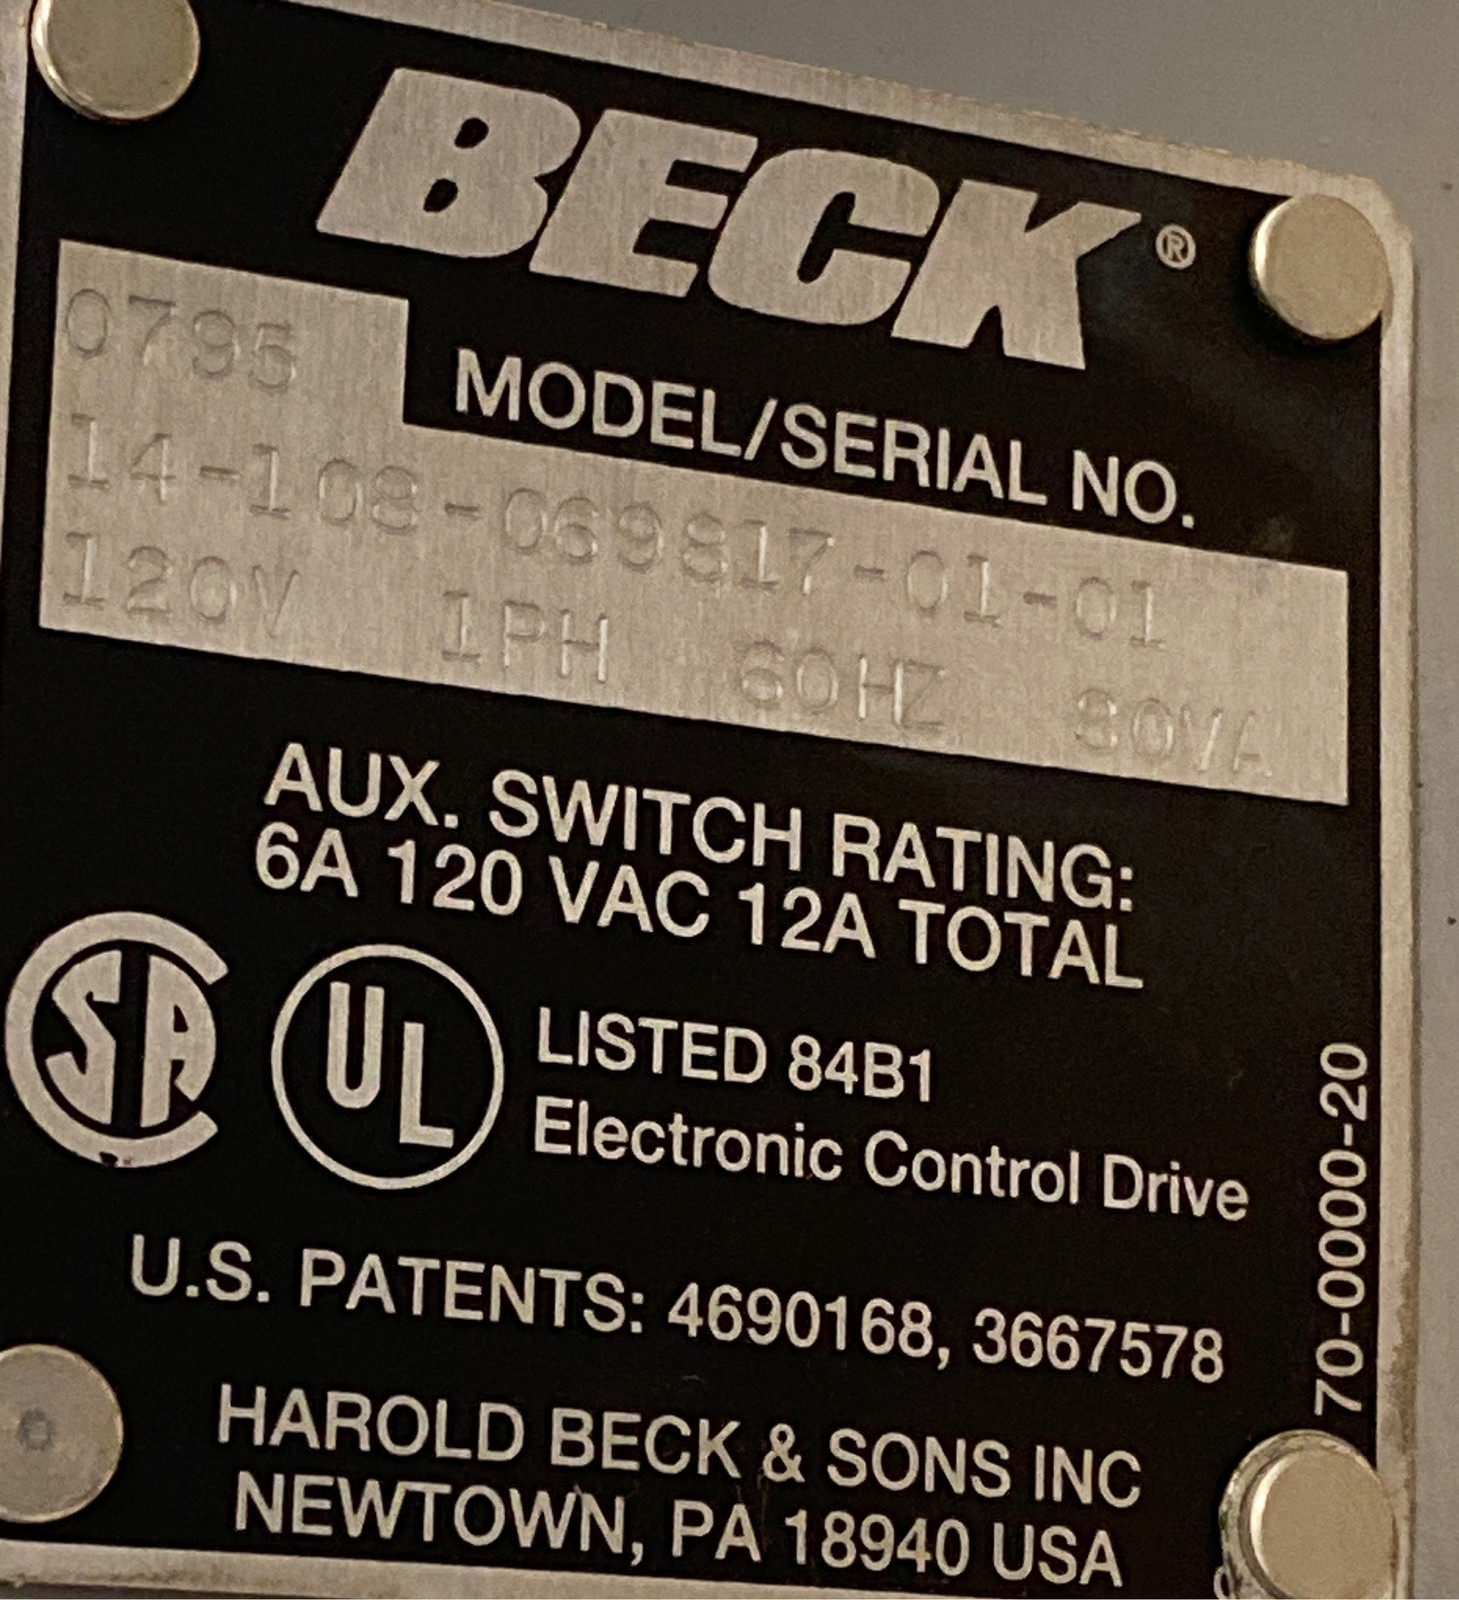 BECK®
0795
MODEL/SERIAL NO.
14-108-069817-01-01
120V 1PH 60HZ 80VA
AUX. SWITCH RATING:
6A 120 VAC 12A TOTAL
SA
UL
LISTED 84B1
Electronic Control Drive
U.S. PATENTS: 4690168, 3667578
HAROLD BECK & SONS INC
NEWTOWN, PA 18940 USA
70-0000-20